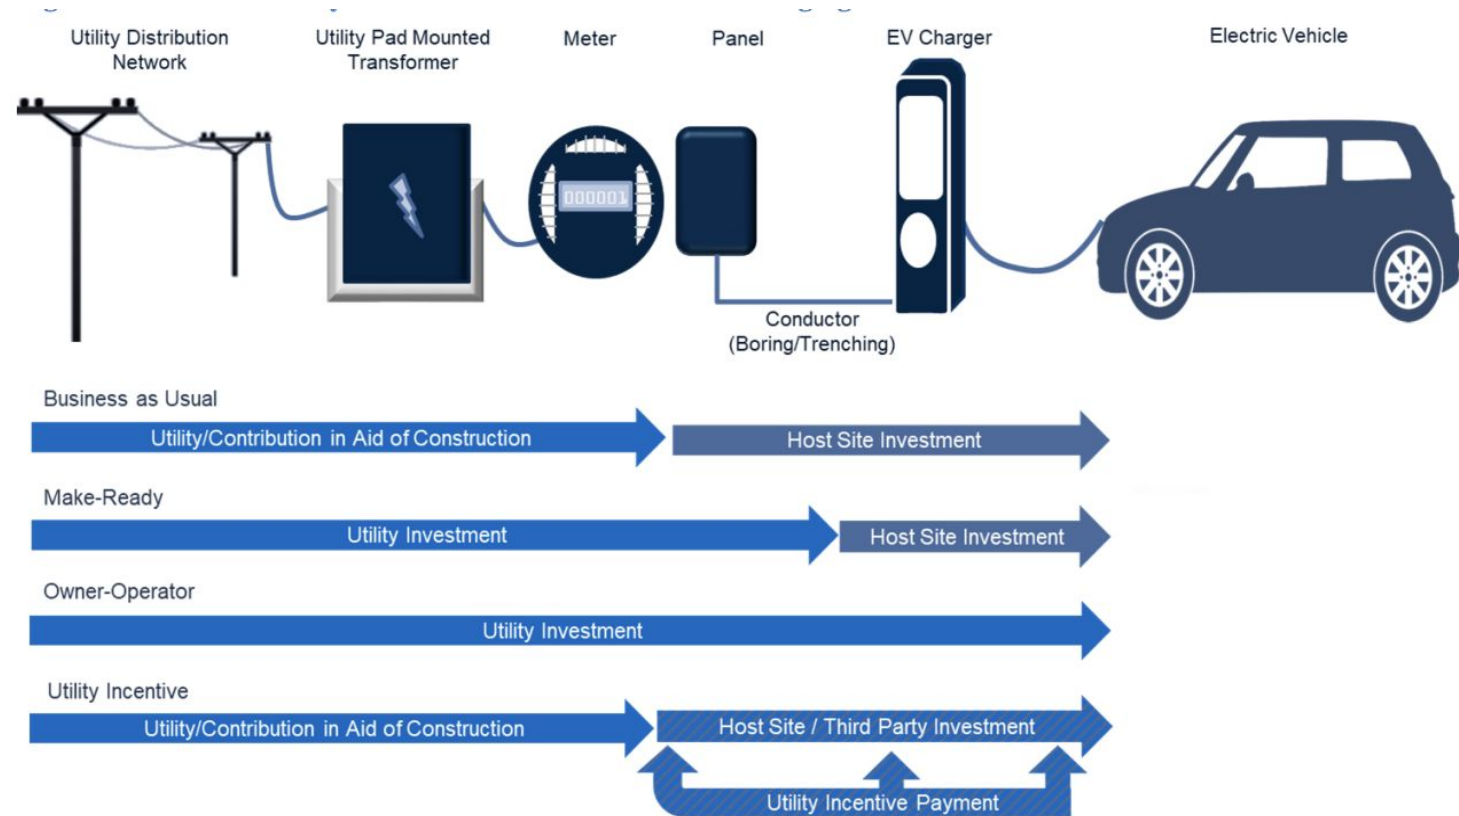 Utility Distribution
Network
Utility Pad Mounted
Transformer
Meter
Panel
EV Charger
Electric Vehicle
000001
Conductor
(Boring/Trenching)
Business as Usual
Utility/Contribution in Aid of Construction
Host Site Investment
Make-Ready
Utility Investment
Host Site Investment
Owner-Operator
Utility Investment
Utility Incentive
Utility/Contribution in Aid of Construction
Host Site / Third Party Investment
Utility Incentive Payment